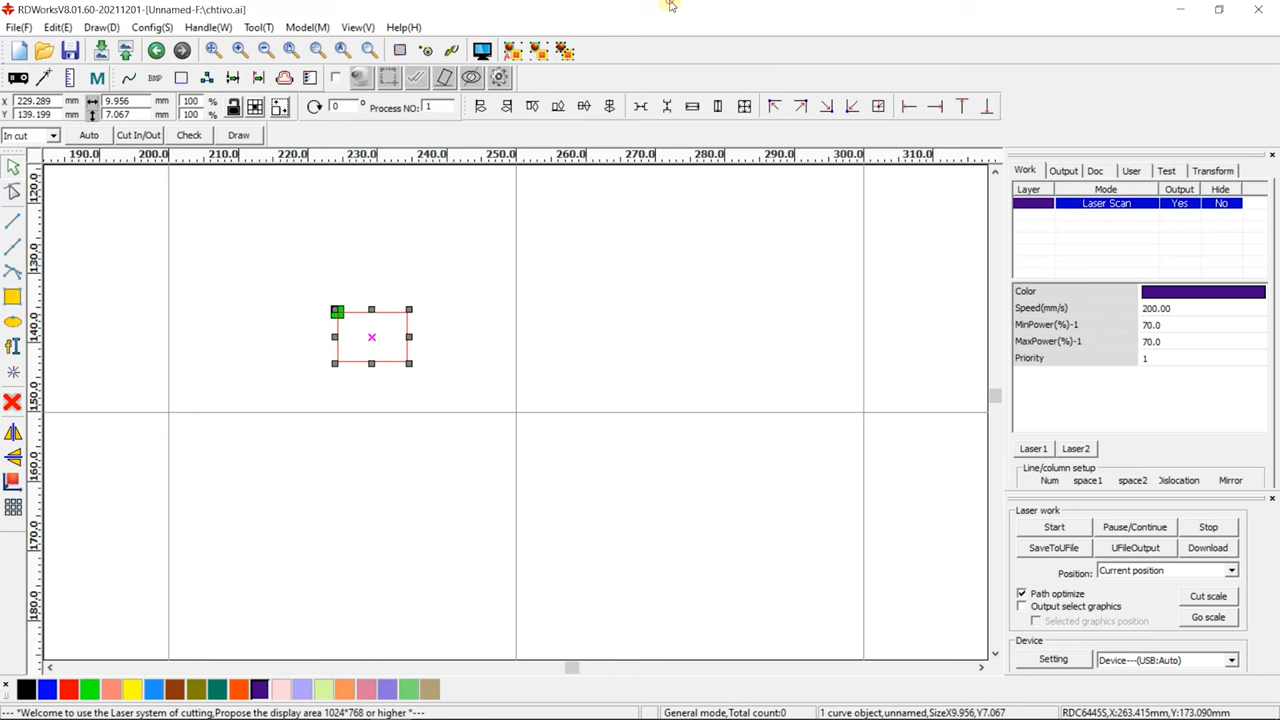 RDWorksV8.01.60-20211201-[Unnamed-F:\chtivo.ai]
File(F) Edit(E) Draw(D) Config(S) Handle(W) Tool(T) Model(M) View(V) Help(H)
BMP
X 229.289 mm 9.956 mm 100 %
Y 139.199 mm 7.067 mm 100 %
0 ° Process NO: 1
In cut Auto Cut In/Out Check Draw
190.0 200.0 210.0 220.0 230.0 240.0 250.0 260.0 270.0 280.0 290.0 300.0 310.0
120.0
130.0
140.0
150.0
160.0
170.0
180.0
Work Output Doc User Test Transform
Layer Mode Output Hide
Laser Scan Yes No
Color
Speed(mm/s) 200.00
MinPower(%)-1 70.0
MaxPower(%)-1 70.0
Priority 1
Laser1 Laser2
Line/column setup
Num space1 space2 Dislocation Mirror
Laser work
Start Pause/Continue Stop
SaveToUFile UFileOutput Download
Position: Current position
Path optimize
Output select graphics
Selected graphics position
Cut scale
Go scale
Device
Setting Device---(USB:Auto)
*Welcome to use the Laser system of cutting,Propose the display area 1024*768 or higher *---
General mode,Total count:0
1 curve object,unnamed,SizeX9.956,Y7.067
RDC6445S,X:263.415mm,Y:173.090mm